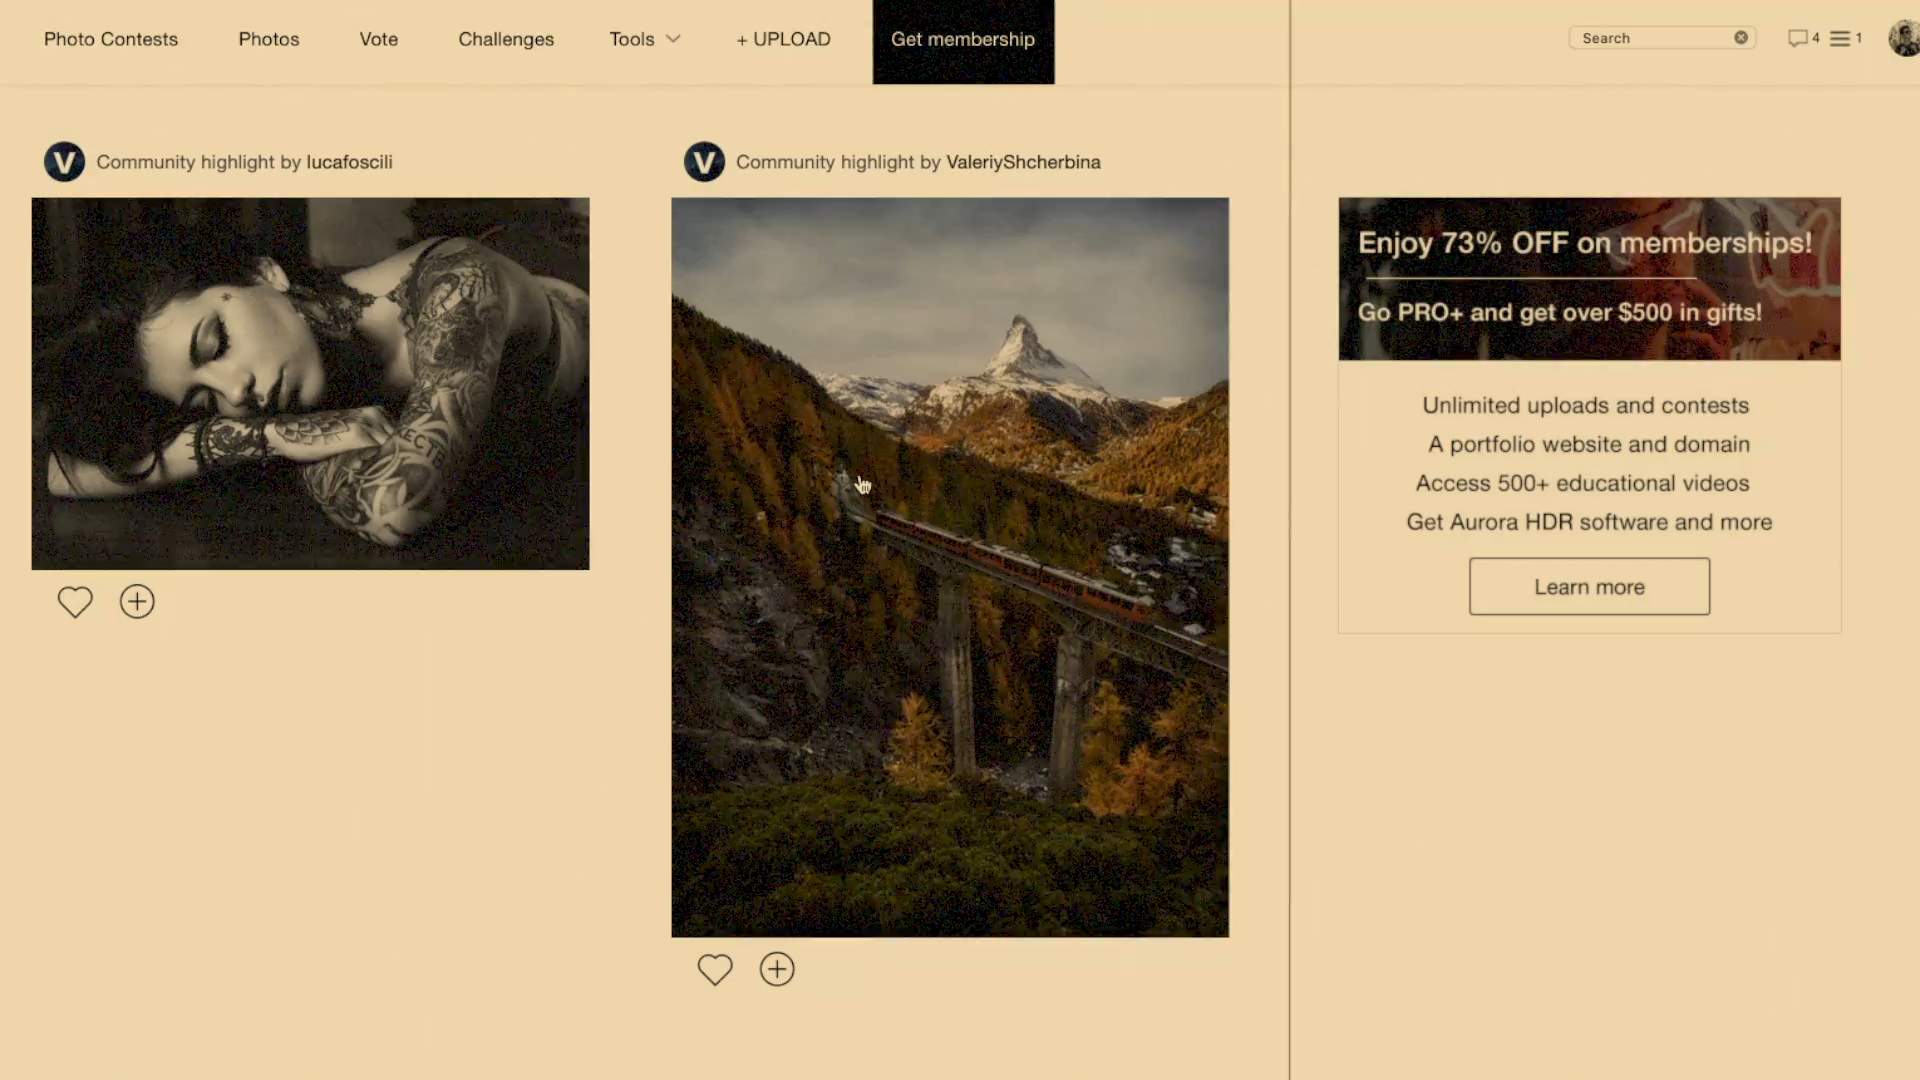 Photo Contests
Photos
Vote
Challenges
Tools
+ UPLOAD
Get membership
Search
4
1
V
Community highlight by lucafoscili
V
Community highlight by ValeriyShcherbina
Enjoy 73% OFF on memberships!
Go PRO+ and get over $500 in gifts!
Unlimited uploads and contests
A portfolio website and domain
Access 500+ educational videos
Get Aurora HDR software and more
Learn more